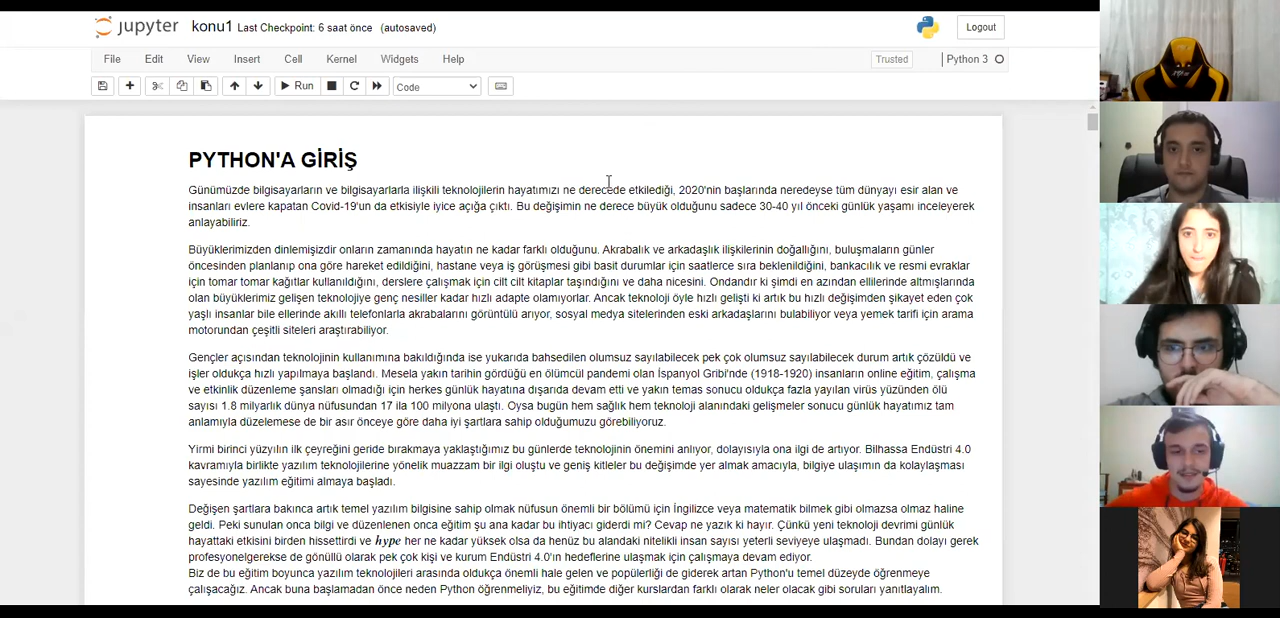 jupyter konu1 Last Checkpoint: 6 saat önce (autosaved)
Logout
File Edit View Insert Cell Kernel Widgets Help
Trusted
Python 3
Run
Code
PYTHON'A GİRİŞ
Günümüzde bilgisayarların ve bilgisayarlarla ilişkili teknolojilerin hayatımızı ne derecede etkilediği, 2020'nin başlarında neredeyse tüm dünyayı esir alan ve
insanları evlere kapatan Covid-19'un da etkisiyle iyice açığa çıktı. Bu değişimin ne derece büyük olduğunu sadece 30-40 yıl önceki günlük yaşamı inceleyerek
anlayabiliriz.
Büyüklerimizden dinlemişizdir onların zamanında hayatın ne kadar farklı olduğunu. Akrabalık ve arkadaşlık ilişkilerinin doğallığını, buluşmaların günler
öncesinden planlanıp ona göre hareket edildiğini, hastane veya iş görüşmesi gibi basit durumlar için saatlerce sıra beklenildiğini, bankacılık ve resmi evraklar
için tomar tomar kağıtlar kullanıldığını, derslere çalışmak için cilt cilt kitaplar taşındığını ve daha nicesini. Ondandır ki şimdi en azından ellilerinde altmışlarında
olan büyüklerimiz gelişen teknolojiye genç nesiller kadar hızlı adapte olamıyorlar. Ancak teknoloji öyle hızlı gelişti ki artık bu hızlı değişimden şikayet eden çok
yaşlı insanlar bile ellerinde akıllı telefonlarla akrabalarını görüntülü arıyor, sosyal medya sitelerinden eski arkadaşlarını bulabiliyor veya yemek tarifi için arama
motorundan çeşitli siteleri araştırabiliyor.
Gençler açısından teknolojinin kullanımına bakıldığında ise yukarıda bahsedilen olumsuz sayılabilecek pek çok olumsuz sayılabilecek durum artık çözüldü ve
işler oldukça hızlı yapılmaya başlandı. Mesela yakın tarihin gördüğü en ölümcül pandemi olan İspanyol Gribi'nde (1918-1920) insanların online eğitim, çalışma
ve etkinlik düzenleme şansları olmadığı için herkes günlük hayatına dışarıda devam etti ve yakın temas sonucu oldukça fazla yayılan virüs yüzünden ölü
sayısı 1.8 milyarlık dünya nüfusundan 17 ila 100 milyona ulaştı. Oysa bugün hem sağlık hem teknoloji alanındaki gelişmeler sonucu günlük hayatımız tam
anlamıyla düzelemese de bir asır önceye göre daha iyi şartlara sahip olduğumuzu görebiliyoruz.
Yirmi birinci yüzyılın ilk çeyreğini geride bırakmaya yaklaştığımız bu günlerde teknolojinin önemini anlıyor, dolayısıyla ona ilgi de artıyor. Bilhassa Endüstri 4.0
kavramıyla birlikte yazılım teknolojilerine yönelik muazzam bir ilgi oluştu ve geniş kitleler bu değişimde yer almak amacıyla, bilgiye ulaşımın da kolaylaşması
sayesinde yazılım eğitimi almaya başladı.
Değişen şartlara bakınca artık temel yazılım bilgisine sahip olmak nüfusun önemli bir bölümü için İngilizce veya matematik bilmek gibi olmazsa olmaz haline
geldi. Peki sunulan onca bilgi ve düzenlenen onca eğitim şu ana kadar bu ihtiyacı giderdi mi? Cevap ne yazık ki hayır. Çünkü yeni teknoloji devrimi günlük
hayattaki etkisini birden hissettirdi ve hype her ne kadar yüksek olsa da henüz bu alandaki nitelikli insan sayısı yeterli seviyeye ulaşmadı. Bundan dolayı gerek
profesyonelgerekse de gönüllü olarak pek çok kişi ve kurum Endüstri 4.0'ın hedeflerine ulaşmak için çalışmaya devam ediyor.
Biz de bu eğitim boyunca yazılım teknolojileri arasında oldukça önemli hale gelen ve popülerliği de giderek artan Python'u temel düzeyde öğrenmeye
çalışacağız. Ancak buna başlamadan önce neden Python öğrenmeliyiz, bu eğitimde diğer kurslardan farklı olarak neler olacak gibi soruları yanıtlayalım.